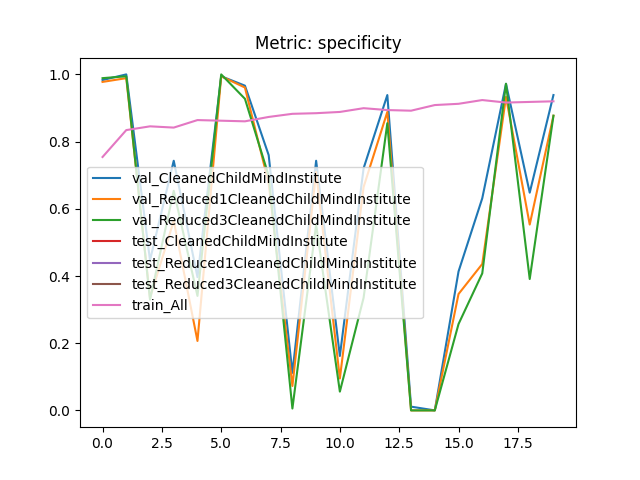 Metric: specificity
1.0
0.8
0.6
0.4
0.2
0.0
val_CleanedChildMindInstitute
val_Reduced1CleanedChildMindInstitute
val_Reduced3CleanedChildMindInstitute
test_CleanedChildMindInstitute
test_Reduced1CleanedChildMindInstitute
test_Reduced3CleanedChildMindInstitute
train_All
0.0 2.5 5.0 7.5 10.0 12.5 15.0 17.5